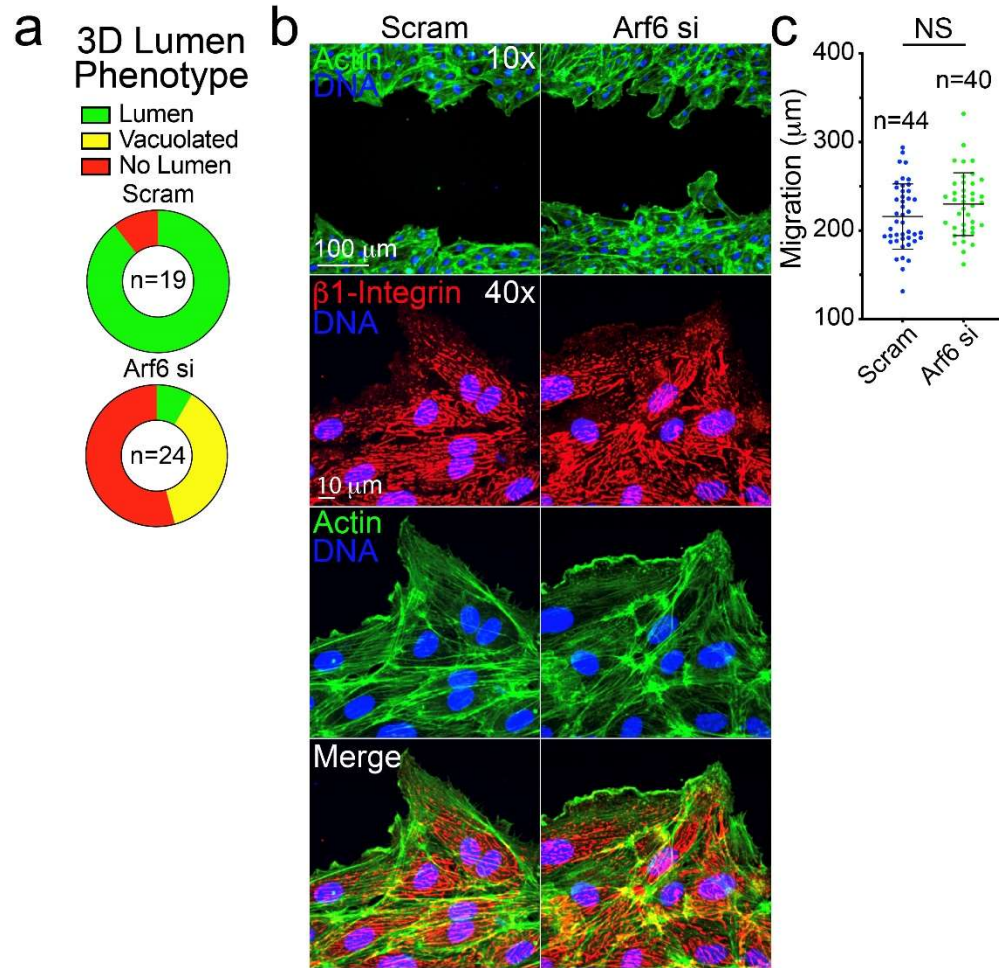 a
3D Lumen
Phenotype
Lumen
Vacuolated
No Lumen
Scram
n=19
Arf6 si
n=24
b
Scram
Arf6 si
Actin
DNA
10x
100 μm
β1-Integrin
DNA
40x
10 μm
Actin
DNA
Merge
c
NS
n=44
n=40
Migration (μm)
400
300
200
100
Scram
Arf6 si